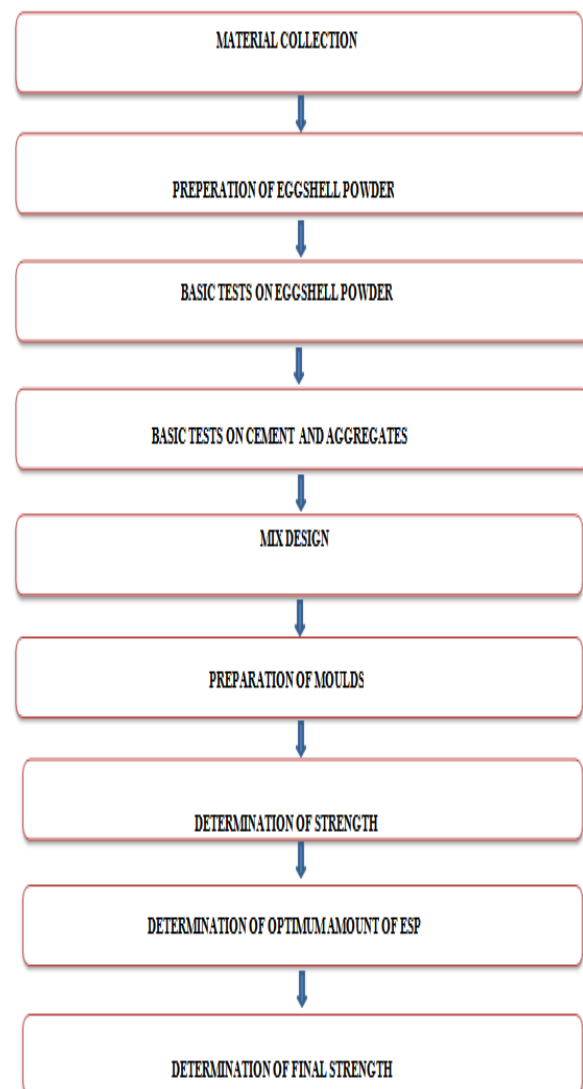 MATERIAL COLLECTION
PREPERATION OF EGGSHELL POWDER
BASIC TESTS ON EGGSHELL POWDER
BASIC TESTS ON CEMENT AND AGGREGATES
MIX DESIGN
PREPARATION OF MOULDS
DETERMINATION OF STRENGTH
DETERMINATION OF OPTIMUM AMOUNT OF ESP
DETERMINATION OF FINAL STRENGTH